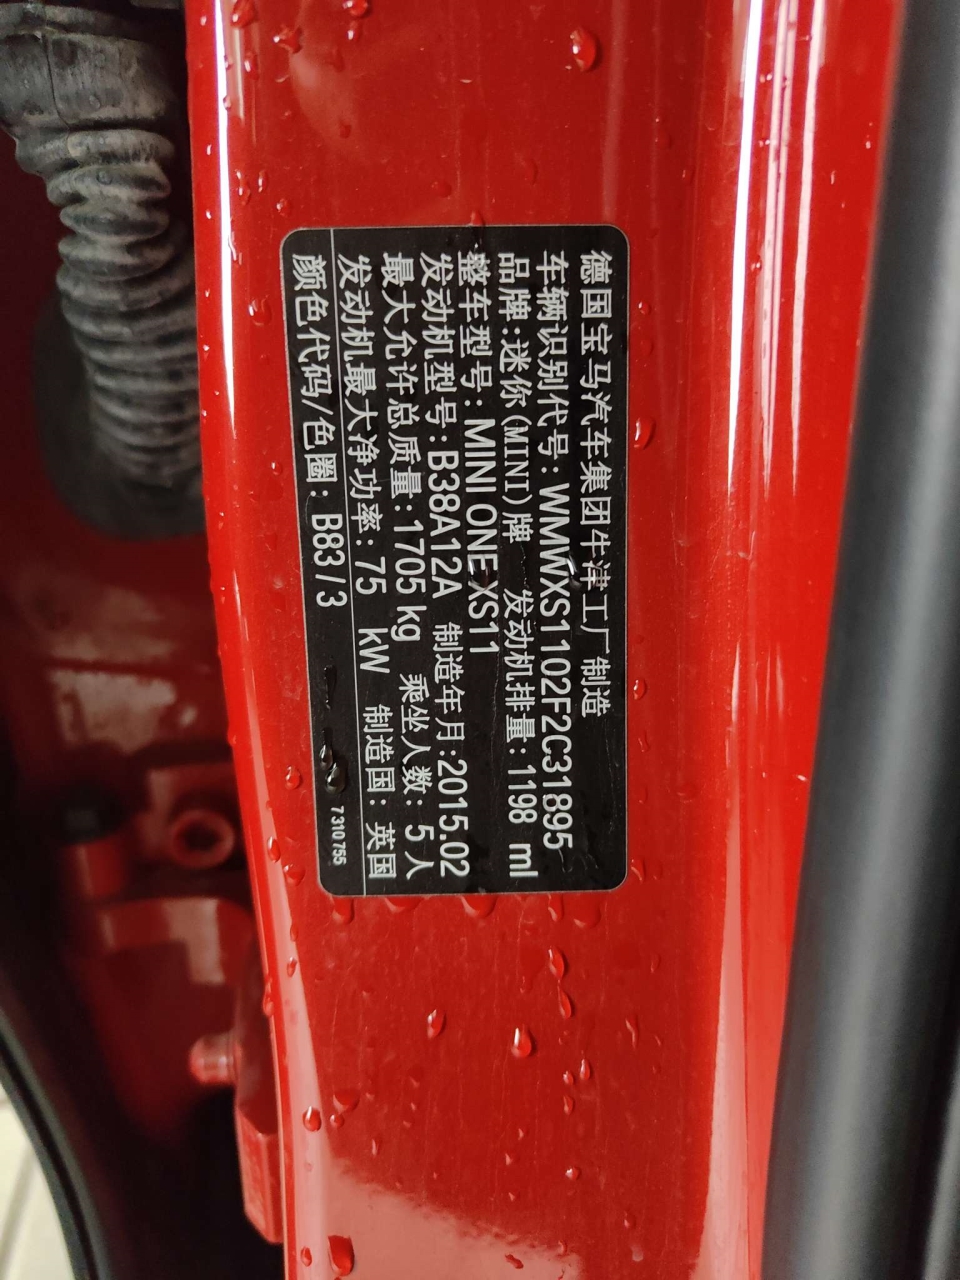 德国宝马汽车集团牛津工厂制造
车辆识别代号: WMWXS1102F2C31895
品牌:迷你(MINI)牌 发动机排量: 1198 ml
整车型号: MINI ONE XS11
发动机型号:B38A12A 制造年月:2015.02
最大允许总质量:1705 kg 乘坐人数: 5 人
发动机最大净功率: 75 kW 制造国: 英国
颜色代码/色圈: B83 / 3
7310755